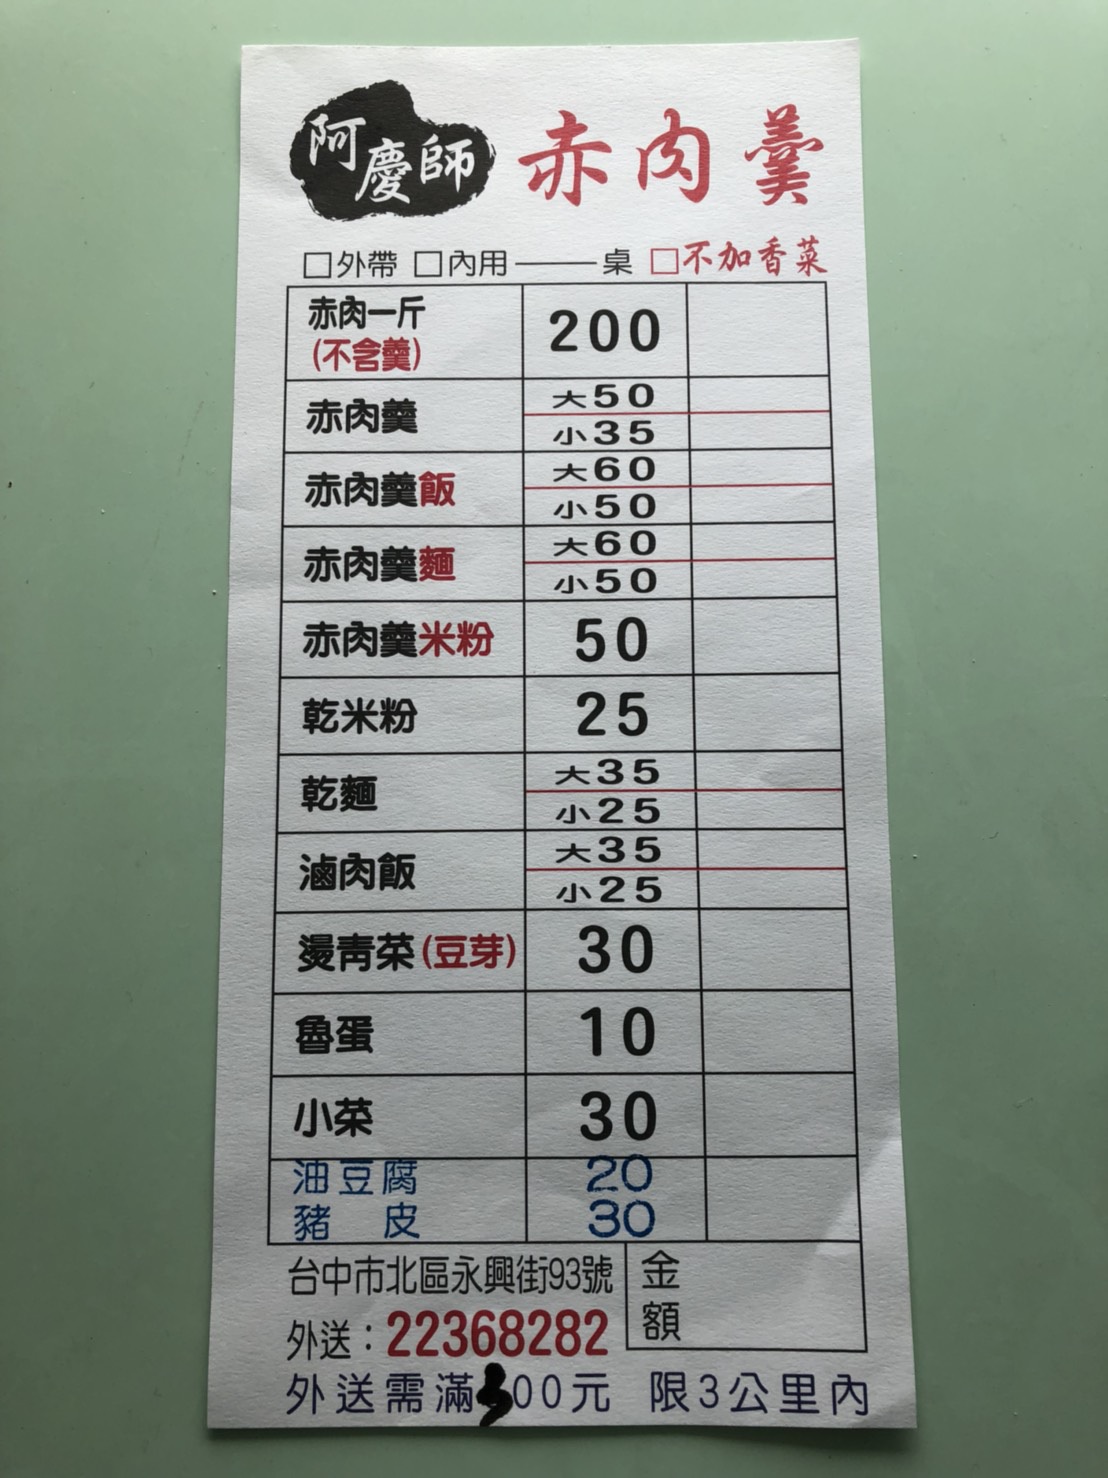 阿慶師 赤肉羹
□外帶 □內用——桌 □不加香菜
赤肉一斤
(不含羹)
200
赤肉羹
大50
小35
赤肉羹飯
大60
小50
赤肉羹麵
大60
小50
赤肉羹米粉 50
乾米粉 25
乾麵
大35
小25
滷肉飯
大35
小25
燙青菜(豆芽) 30
魯蛋 10
小菜 30
油豆腐 20
豬皮 30
台中市北區永興街93號
外送：22368282
金額
外送需滿300元 限3公里內